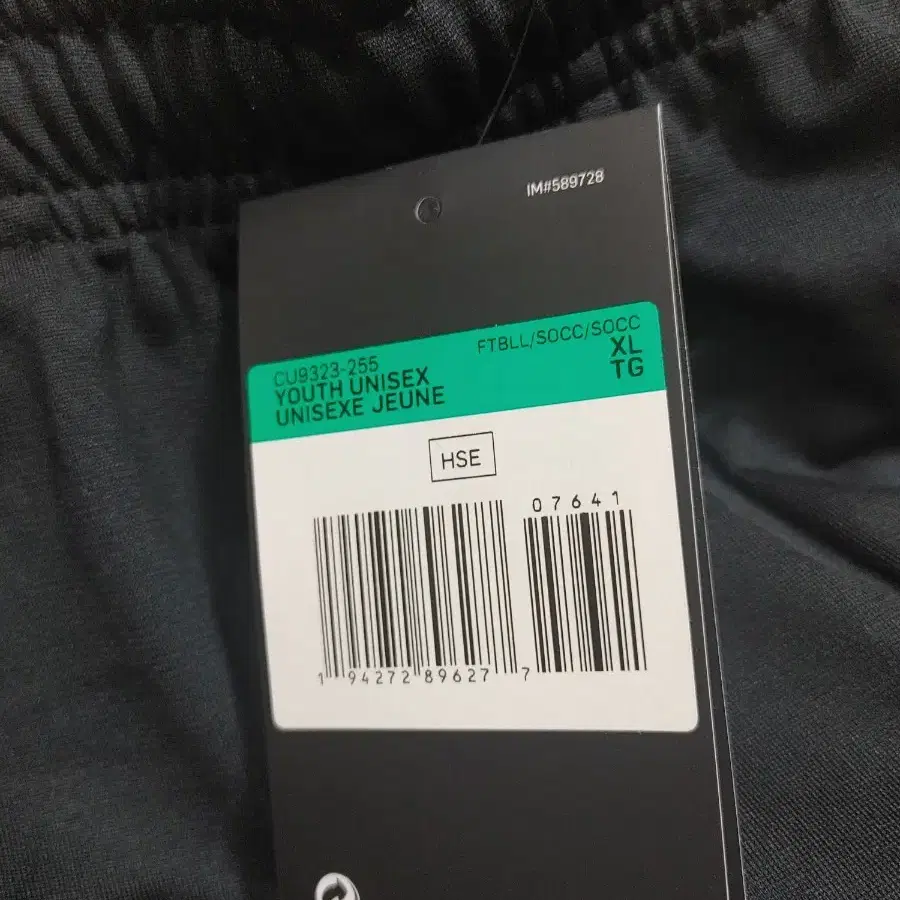 IM#589728
CU9323-255
FTBLL/SOCC/SOCC
YOUTH UNISEX
XL
UNISEXE JEUNE
TG
HSE
07641
1 94272 89627 7